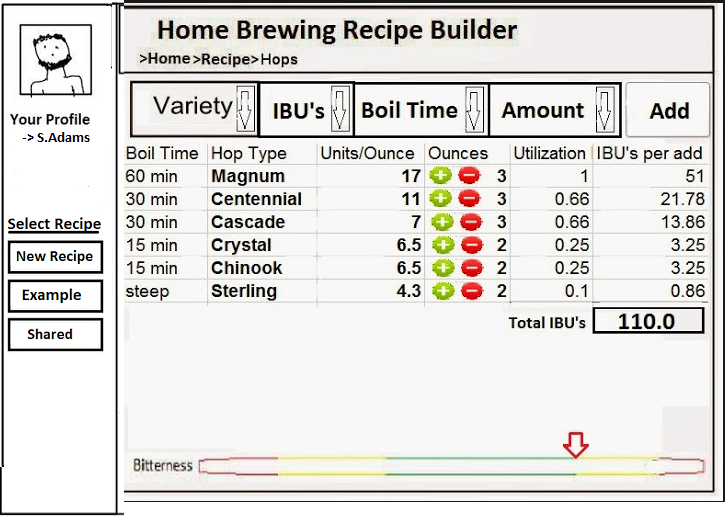 Home Brewing Recipe Builder
>Home >Recipe>Hops
Your Profile
-> S.Adams
Select Recipe
New Recipe
Example
Shared
Variety IBU's Boil Time Amount Add
Boil Time Hop Type Units/Ounce Ounces Utilization IBU's per add
60 min Magnum 17 3 1 51
30 min Centennial 11 3 0.66 21.78
30 min Cascade 7 3 0.66 13.86
15 min Crystal 6.5 2 0.25 3.25
15 min Chinook 6.5 2 0.25 3.25
steep Sterling 4.3 2 0.1 0.86
Total IBU's 110.0
Bitterness